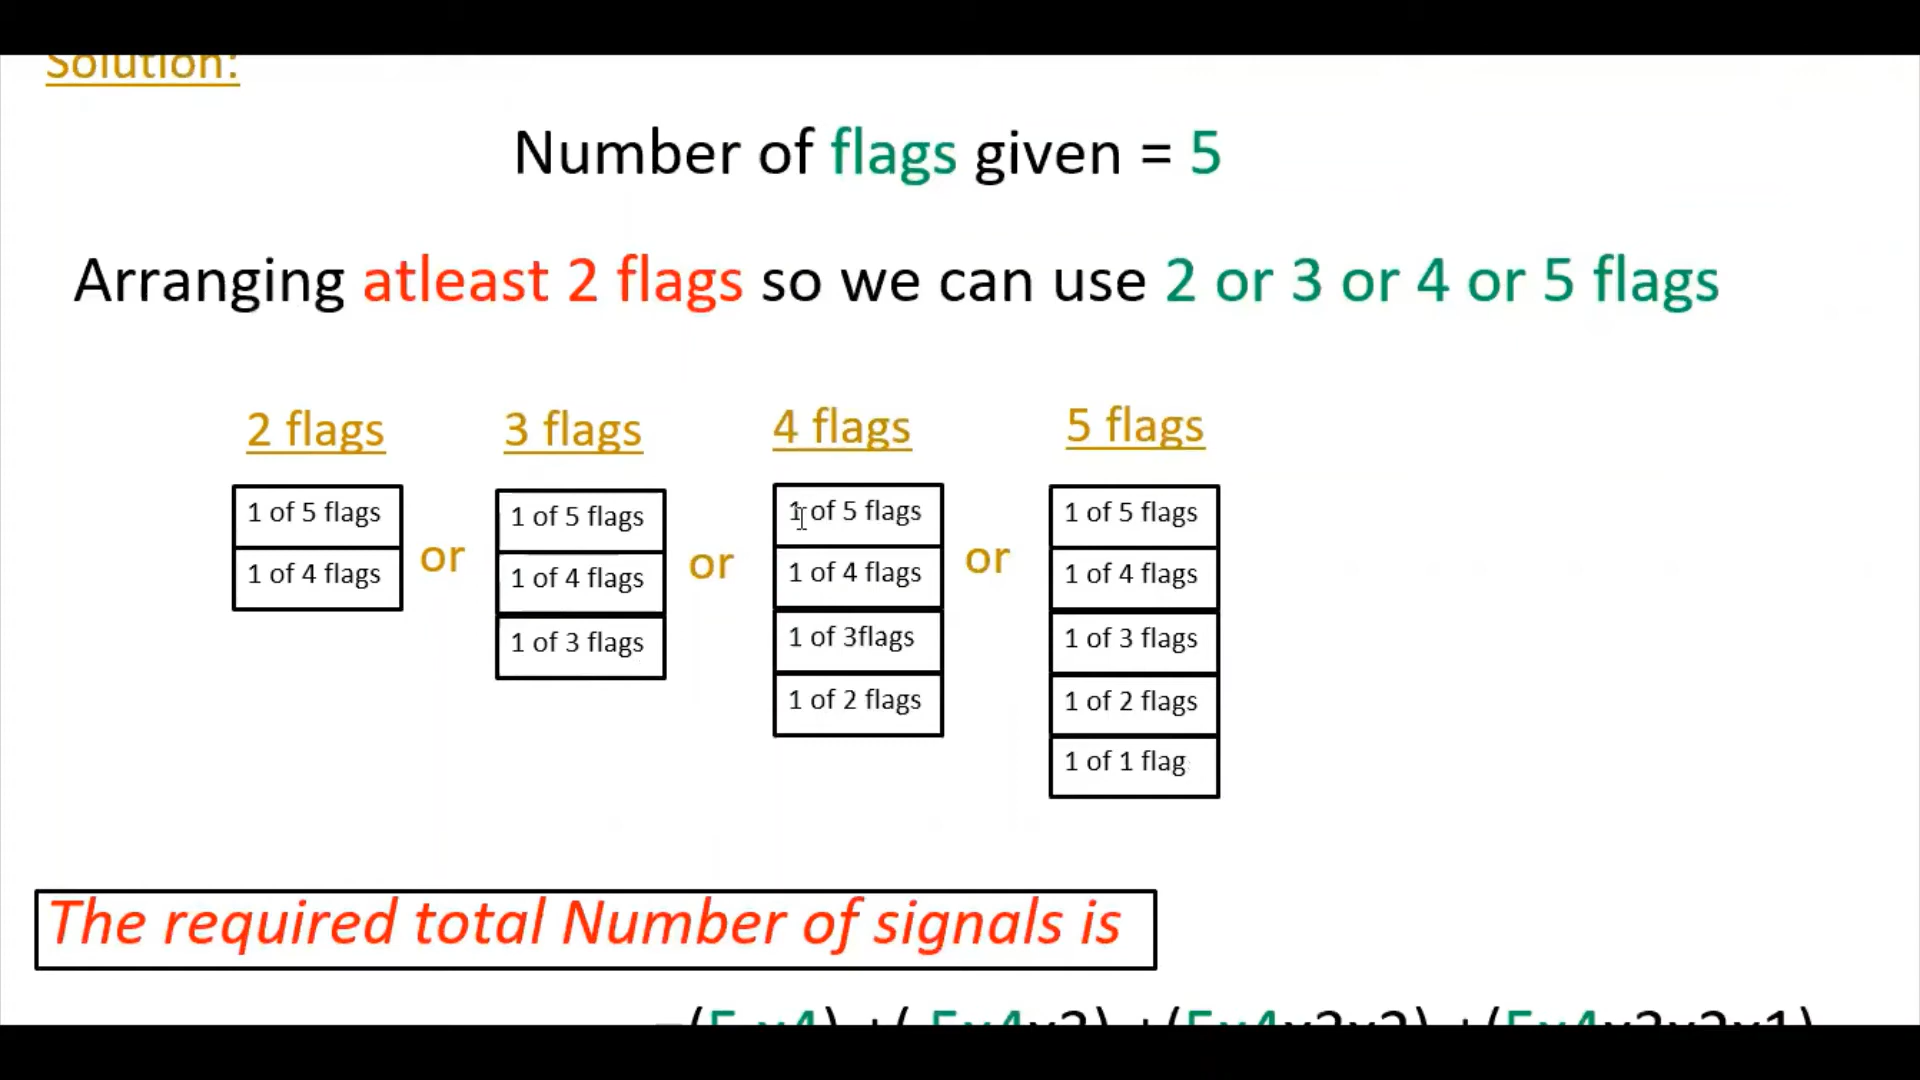 Solution:
Number of flags given = 5
Arranging atleast 2 flags so we can use 2 or 3 or 4 or 5 flags
2 flags
1 of 5 flags
1 of 4 flags
or
3 flags
1 of 5 flags
1 of 4 flags
1 of 3 flags
or
4 flags
1 of 5 flags
1 of 4 flags
1 of 3flags
1 of 2 flags
or
5 flags
1 of 5 flags
1 of 4 flags
1 of 3 flags
1 of 2 flags
1 of 1 flag
The required total Number of signals is
=(5 x4) +( 5x4x3) +(5x4x3x2) +(5x4x3x2x1)